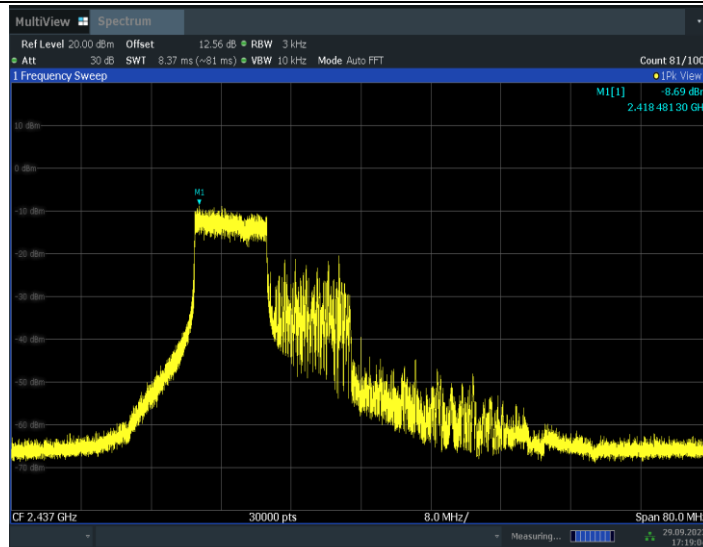 MultiView Spectrum
Ref Level 20.00 dBm Offset 12.56 dB RBW 3 kHz
Att 30 dB SWT 8.37 ms (~81 ms) VBW 10 kHz Mode Auto FFT Count 81/100
1 Frequency Sweep 1Pk View
M1[1] -8.69 dBm
2.418 481 30 GH
M1
10 dBm
0 dBm
-10 dBm
-20 dBm
-30 dBm
-40 dBm
-50 dBm
-60 dBm
-70 dBm
CF 2.437 GHz 30000 pts 8.0 MHz/ Span 80.0 MH
Measuring... 29.09.202
17:19:0